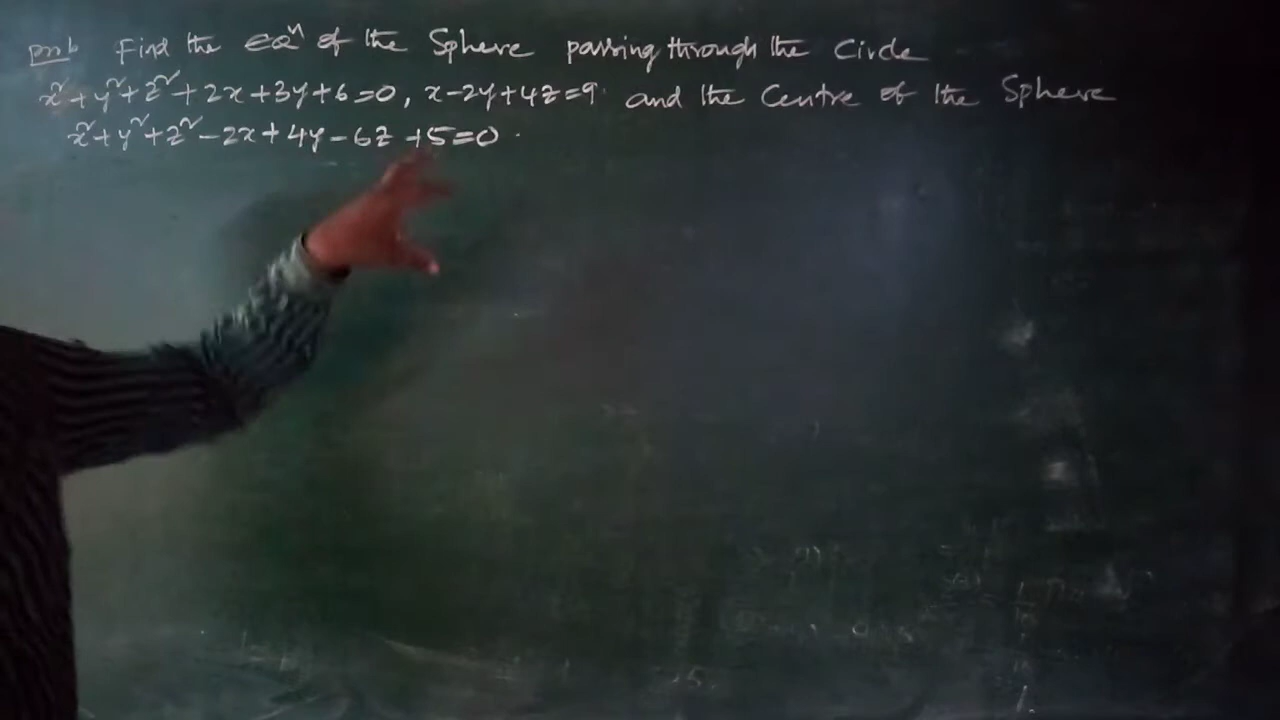 Prob Find the eqⁿ of the Sphere passing through the Circle
x²+y²+z²+2x+3y+6=0, x-2y+4z=9 and the Centre of the Sphere
x²+y²+z²-2x+4y-6z+5=0.